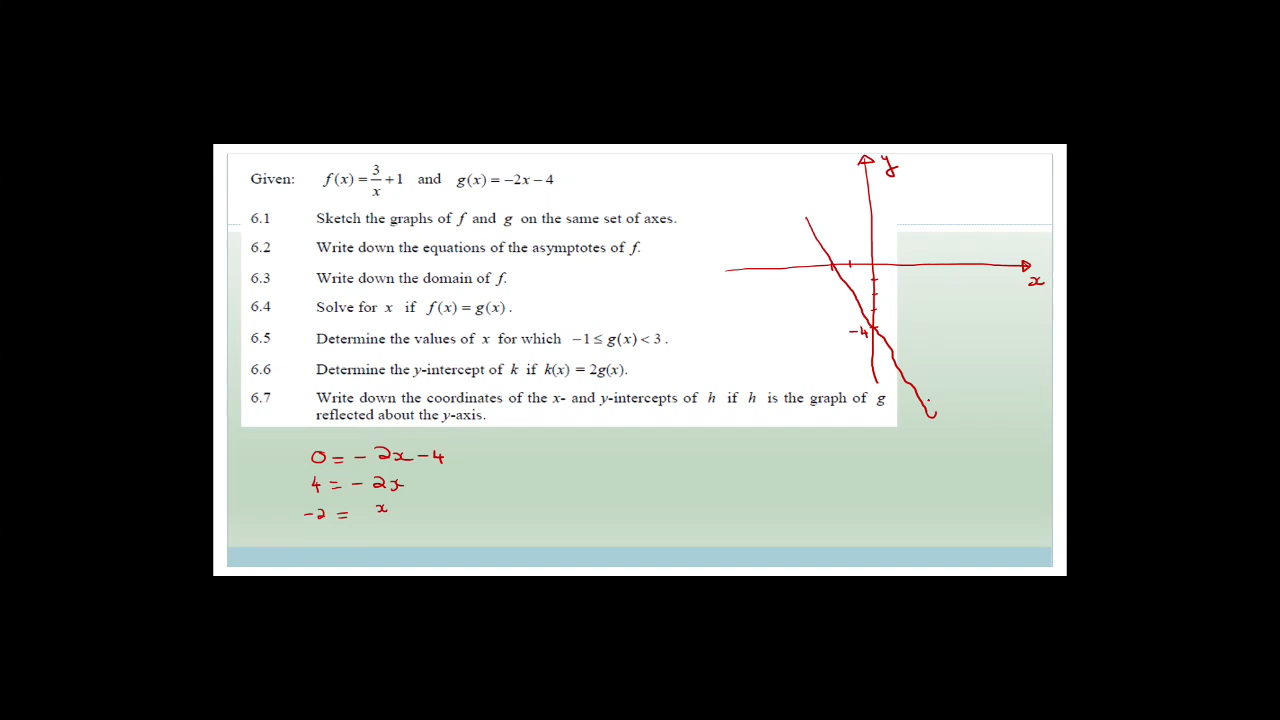 Given: f(x) = 3/x + 1 and g(x) = −2x − 4
6.1 Sketch the graphs of f and g on the same set of axes.
6.2 Write down the equations of the asymptotes of f.
6.3 Write down the domain of f.
6.4 Solve for x if f(x) = g(x).
6.5 Determine the values of x for which −1 ≤ g(x) < 3.
6.6 Determine the y-intercept of k if k(x) = 2g(x).
6.7 Write down the coordinates of the x- and y-intercepts of h if h is the graph of g
reflected about the y-axis.
y
x
-4
0 = - 2x - 4
4 = - 2x
-2 = x